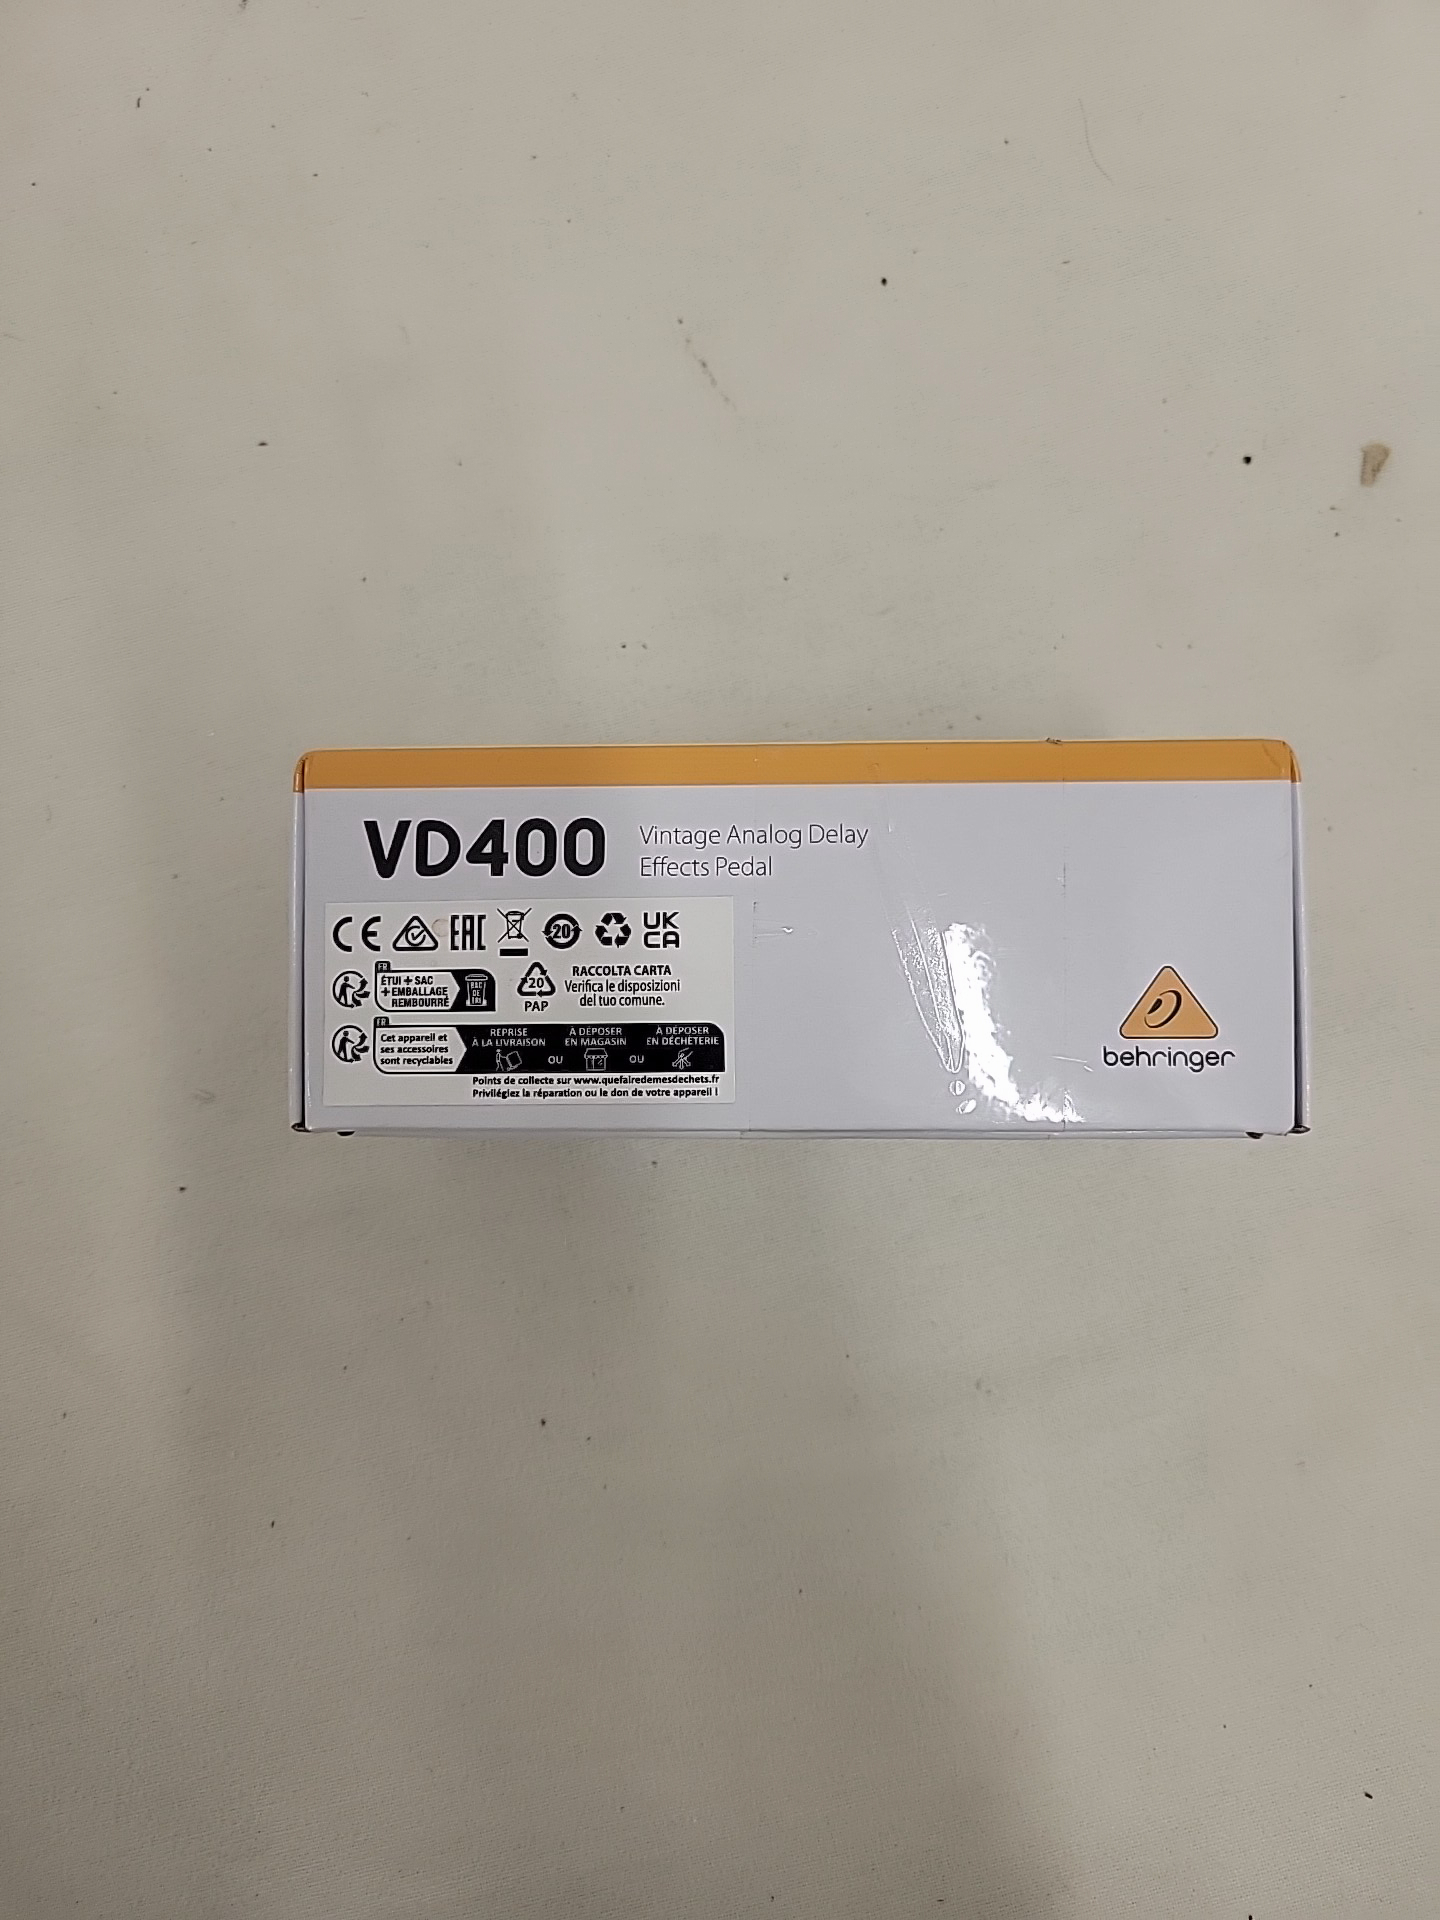 VD400
Vintage Analog Delay
Effects Pedal
CE
EAC
20
UK
CA
FR
ÉTUI + SAC
+ EMBALLAGE
REMBOURRÉ
BAC
DE
TRI
20
PAP
RACCOLTA CARTA
Verifica le disposizioni
del tuo comune.
FR
Cet appareil et
ses accessoires
sont recyclables
REPRISE
À LA LIVRAISON
OU
À DÉPOSER
EN MAGASIN
OU
À DÉPOSER
EN DÉCHÈTERIE
Points de collecte sur www.quefairedemesdechets.fr
Privilégiez la réparation ou le don de votre appareil !
behringer